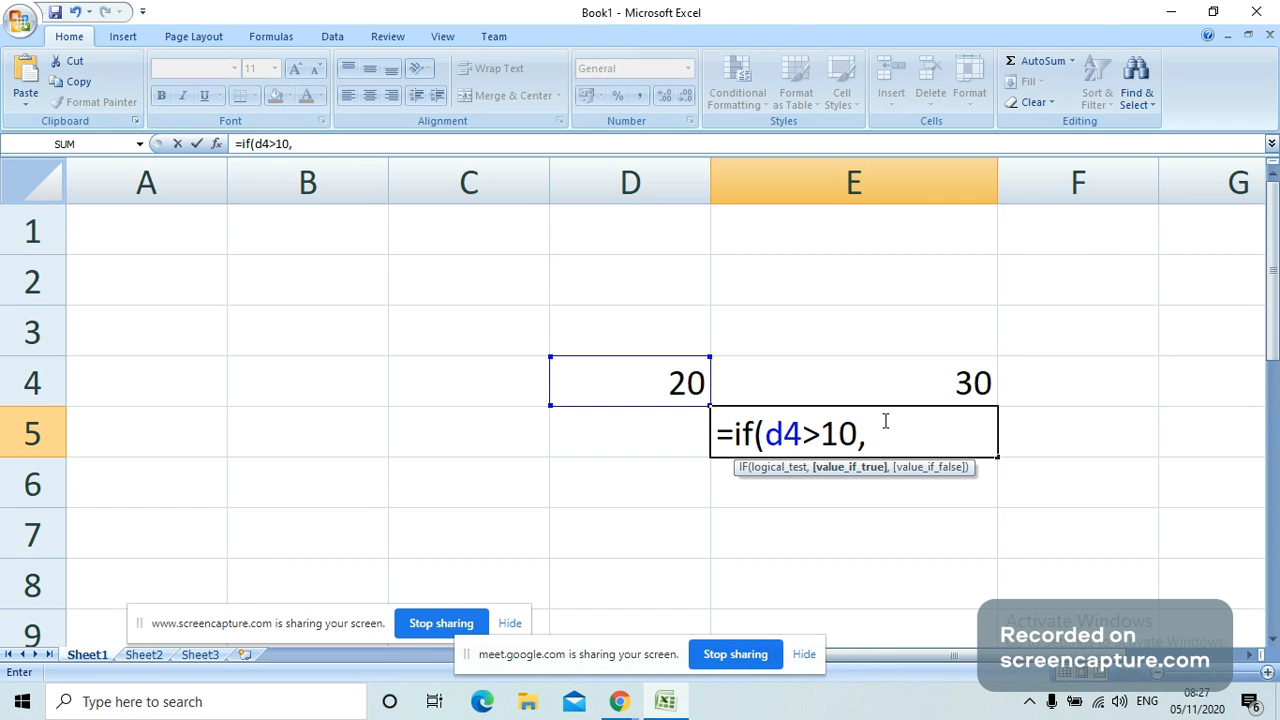 Book1 - Microsoft Excel
Home Insert Page Layout Formulas Data Review View Team
Paste
Cut
Copy
Format Painter
Clipboard
11
A A
B I U
A
Font
Wrap Text
Merge & Center
Alignment
General
% ,
Number
Conditional Formatting
Format as Table
Cell Styles
Styles
Insert Delete Format
Cells
Σ AutoSum
Fill
Clear
Sort & Filter
Find & Select
Editing
SUM fx =if(d4>10,
A B C D E F G
1
2
3
4 20 30
5 =if(d4>10,
IF(logical_test, [value_if_true], [value_if_false])
6
7
8
9
www.screencapture.com is sharing your screen. Stop sharing Hide
meet.google.com is sharing your screen. Stop sharing Hide
Activate Windows
Recorded on
screencapture.com
Sheet1 Sheet2 Sheet3
Enter
Type here to search
ENG
08:27
05/11/2020
6